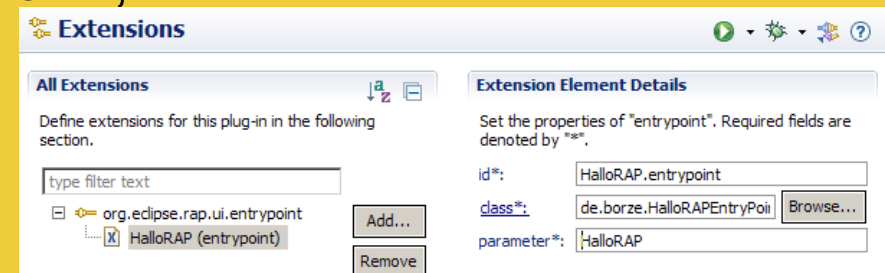 Extensions
All Extensions
Define extensions for this plug-in in the following
section.
type filter text
org.eclipse.rap.ui.entrypoint
HalloRAP (entrypoint)
Add...
Remove
Extension Element Details
Set the properties of "entrypoint". Required fields are
denoted by "*".
id*: HalloRAP.entrypoint
class*: de.borze.HalloRAPEntryPoi Browse...
parameter*: HalloRAP